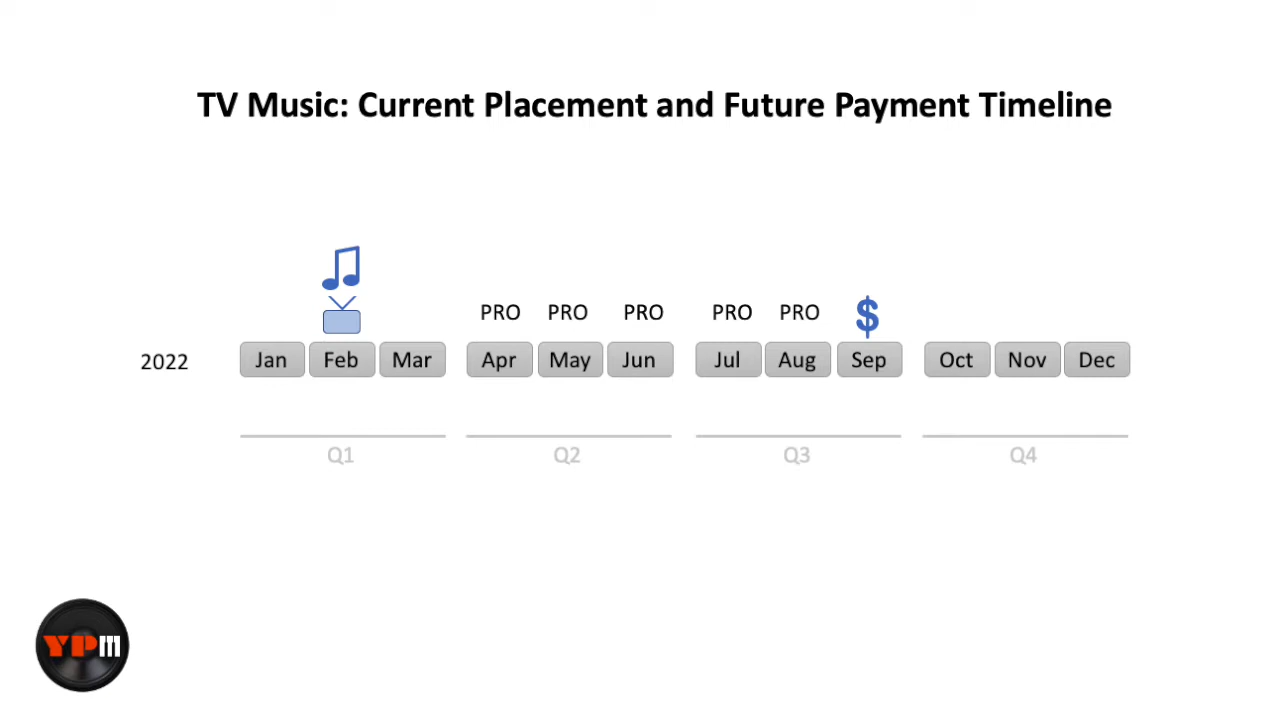 TV Music: Current Placement and Future Payment Timeline
PRO PRO PRO PRO PRO $
2022 Jan Feb Mar Apr May Jun Jul Aug Sep Oct Nov Dec
Q1 Q2 Q3 Q4
YPM